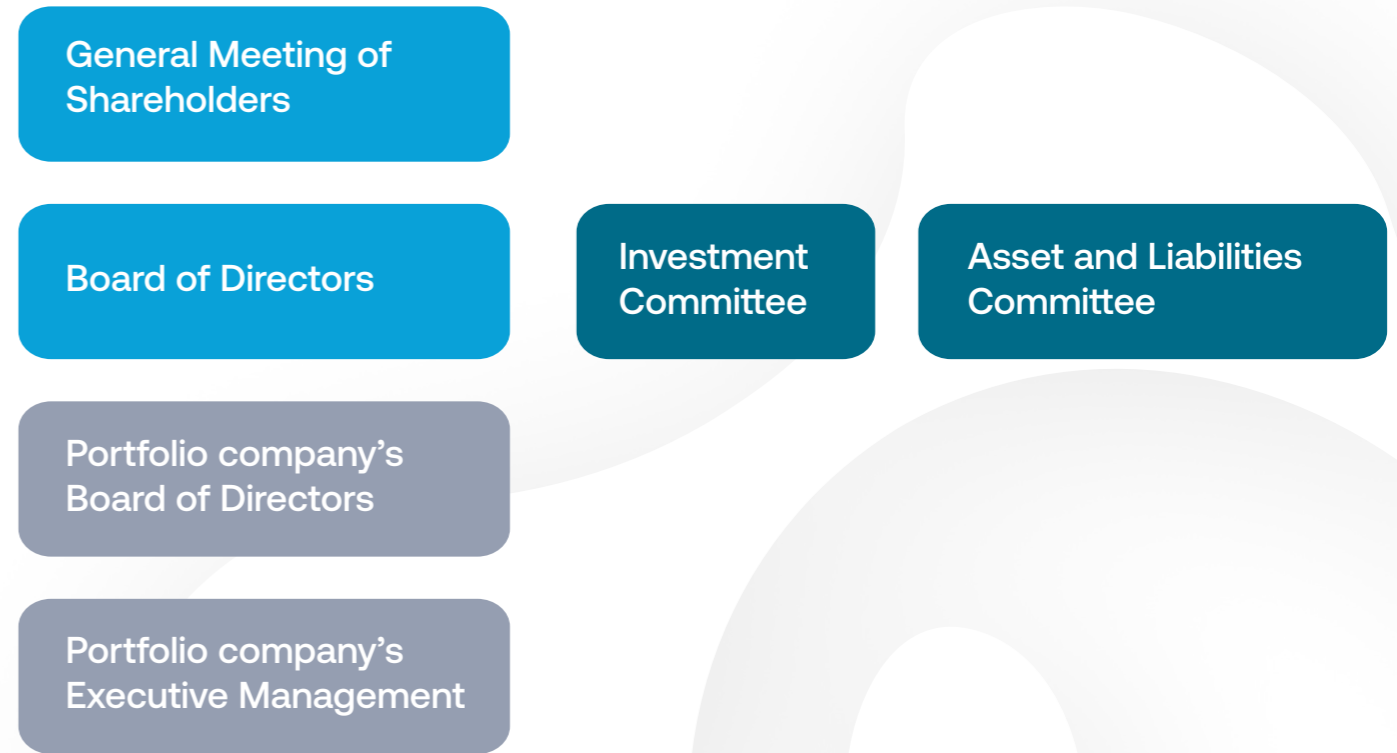 General Meeting of
Shareholders
Board of Directors
Investment
Committee
Asset and Liabilities
Committee
Portfolio company’s
Board of Directors
Portfolio company’s
Executive Management